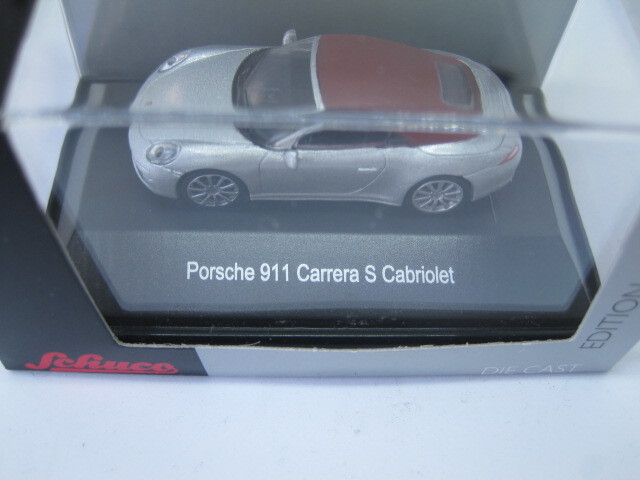 Porsche 911 Carrera S Cabriolet
Schuco
EDITION
DIE CAST